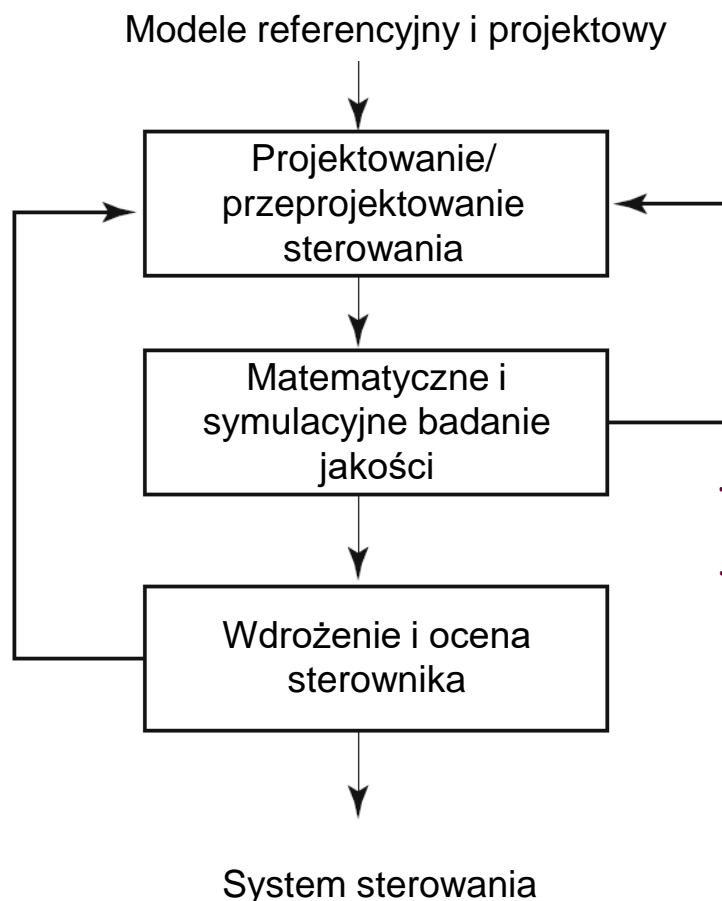 Modele referencyjny i projektowy
Projektowanie/
przeprojektowanie
sterowania
Matematyczne i
symulacyjne badanie
jakości
Wdrożenie i ocena
sterownika
System sterowania